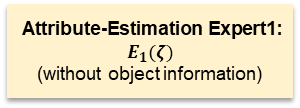 Attribute-Estimation Expert1:
𝑬₁(𝜻)
(without object information)